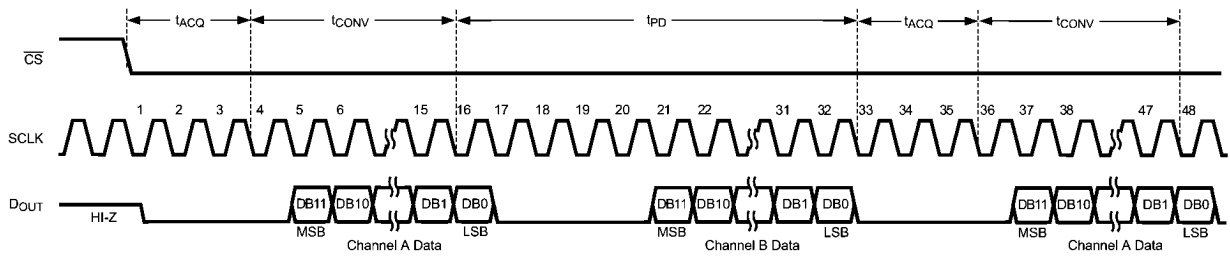 tACQ tCONV tPD tACQ tCONV
CS
1 2 3 4 5 6 15 16 17 18 19 20 21 22 31 32 33 34 35 36 37 38 47 48
SCLK
DOUT HI-Z DB11 DB10 DB1 DB0 DB11 DB10 DB1 DB0 DB11 DB10 DB1 DB0
MSB LSB MSB LSB MSB LSB
Channel A Data Channel B Data Channel A Data